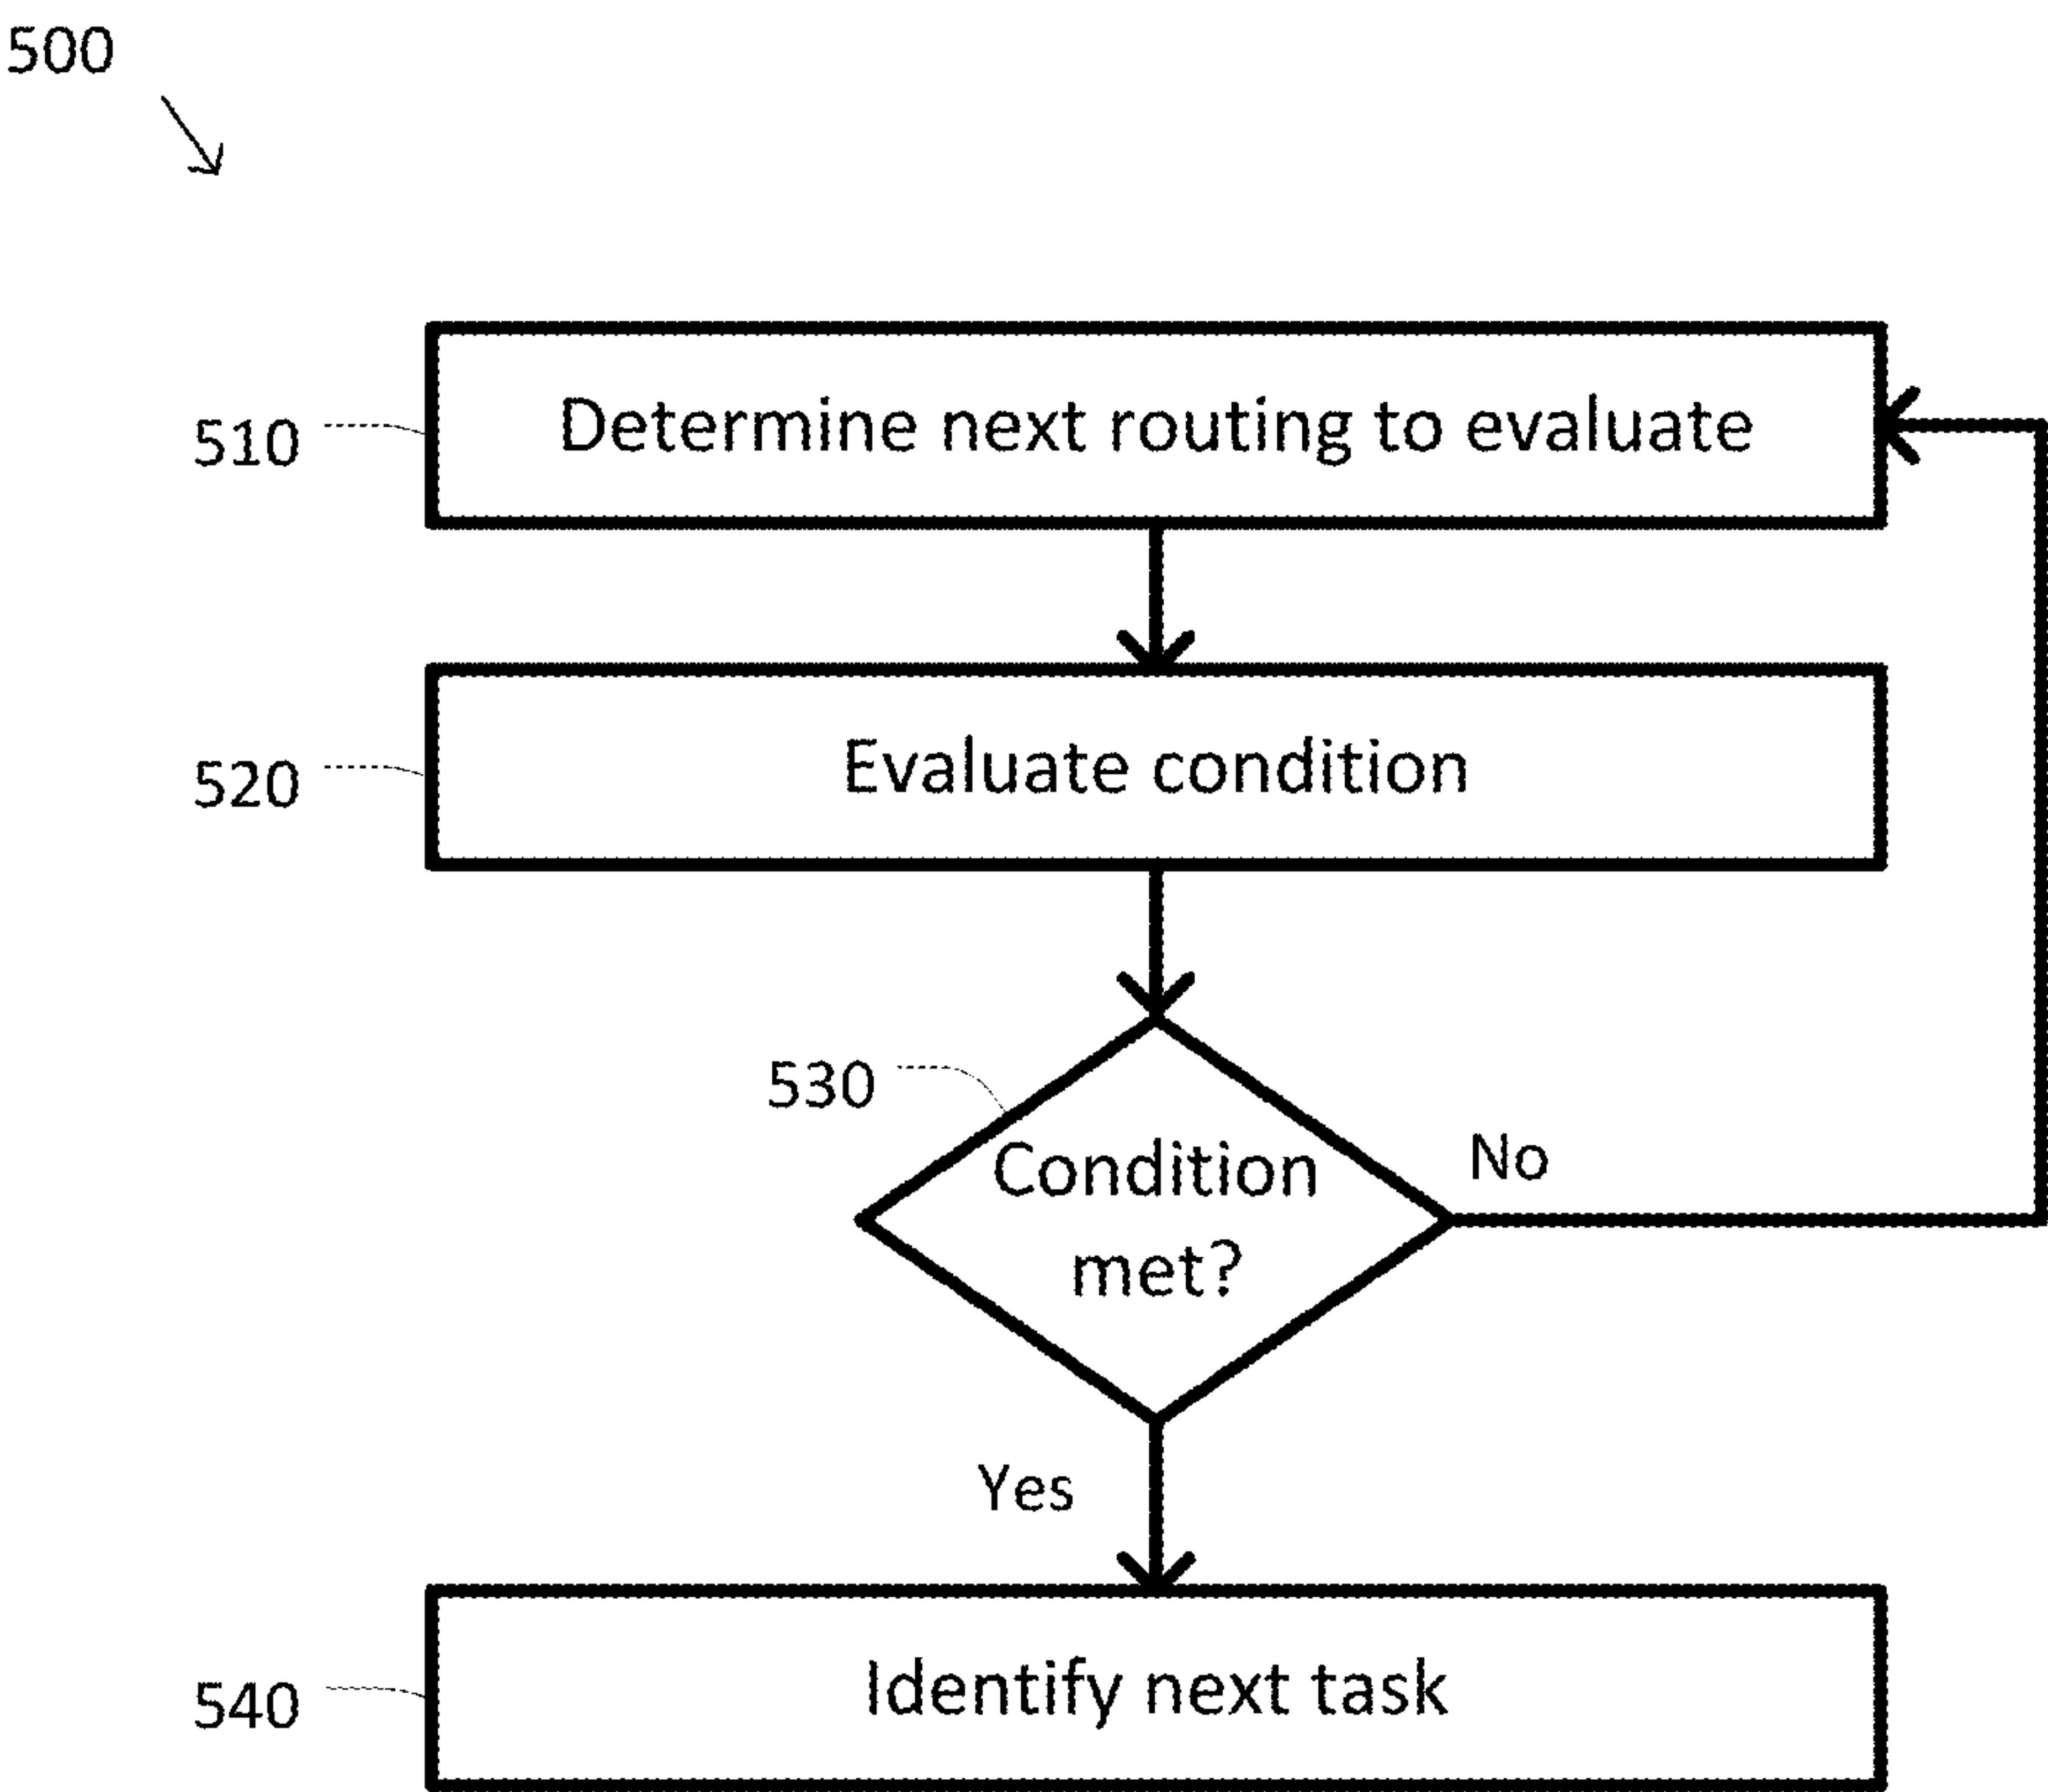 500
510
Determine next routing to evaluate
520
Evaluate condition
530
Condition
met?
No
Yes
540
Identify next task